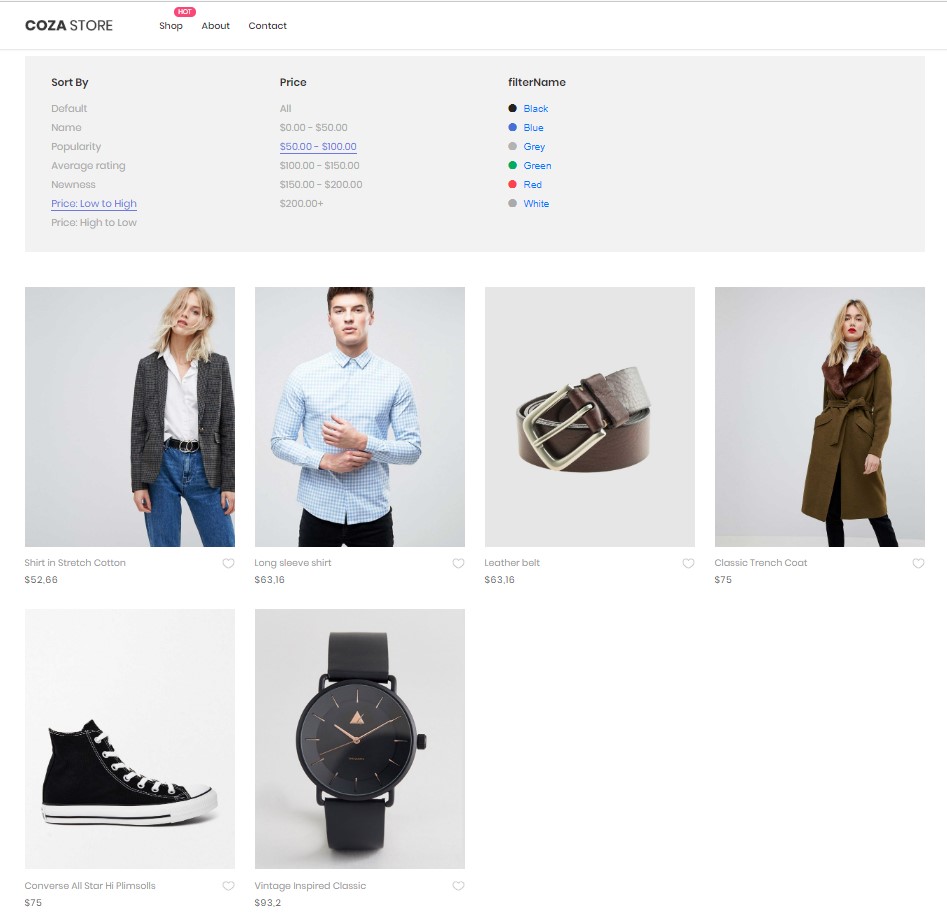 HOT
COZA STORE
Shop
About
Contact
Sort By
Default
Name
Popularity
Average rating
Newness
Price: Low to High
Price: High to Low
Price
All
$0.00 - $50.00
$50.00 - $100.00
$100.00 - $150.00
$150.00 - $200.00
$200.00+
filterName
Black
Blue
Grey
Green
Red
White
Shirt in Stretch Cotton
$52,66
Long sleeve shirt
$63,16
Leather belt
$63,16
Classic Trench Coat
$75
Converse All Star Hi Plimsolls
$75
Vintage Inspired Classic
$93,2